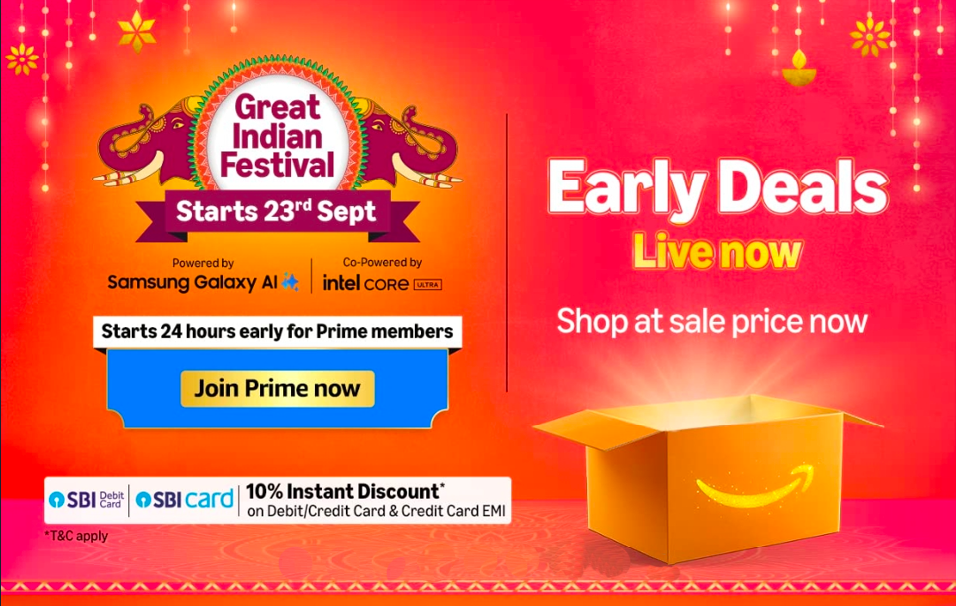 Great
Indian
Festival
Starts 23rd Sept
Powered by
Samsung Galaxy AI
Co-Powered by
intel CORE ULTRA
Starts 24 hours early for Prime members
Join Prime now
SBI Debit Card
SBI card
10% Instant Discount*
on Debit/Credit Card & Credit Card EMI
*T&C apply
Early Deals
Live now
Shop at sale price now